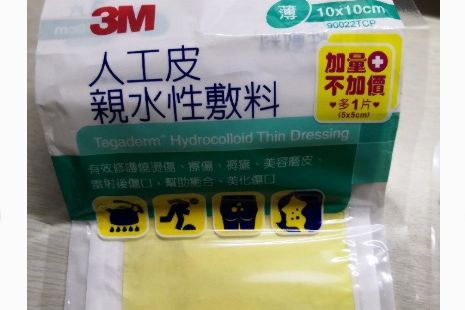 3M
薄
10x10cm
90022TCP
人工皮
親水性敷料
加量
不加價
♥多1片♥
(5x5cm)
Tegaderm™ Hydrocolloid Thin Dressing
有效修護燒燙傷、擦傷、褥瘡、美容磨皮、
雷射後傷口，幫助癒合、美化傷口